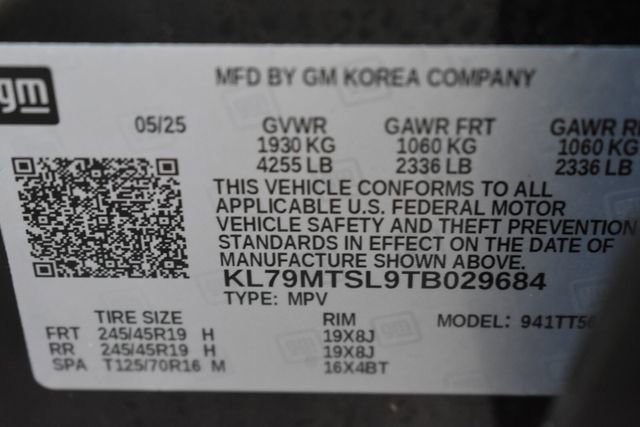 gm
MFD BY GM KOREA COMPANY
05/25 GVWR GAWR FRT GAWR
1930 KG 1060 KG 1060 KG
4255 LB 2336 LB 2336 LB
THIS VEHICLE CONFORMS TO ALL
APPLICABLE U.S. FEDERAL MOTOR
VEHICLE SAFETY AND THEFT PREVENTION
STANDARDS IN EFFECT ON THE DATE OF
MANUFACTURE SHOWN ABOVE.
KL79MTSL9TB029684
TYPE: MPV
TIRE SIZE RIM MODEL: 941TT5
FRT 245/45R19 H 19X8J
RR 245/45R19 H 19X8J
SPA T125/70R16 M 16X4BT